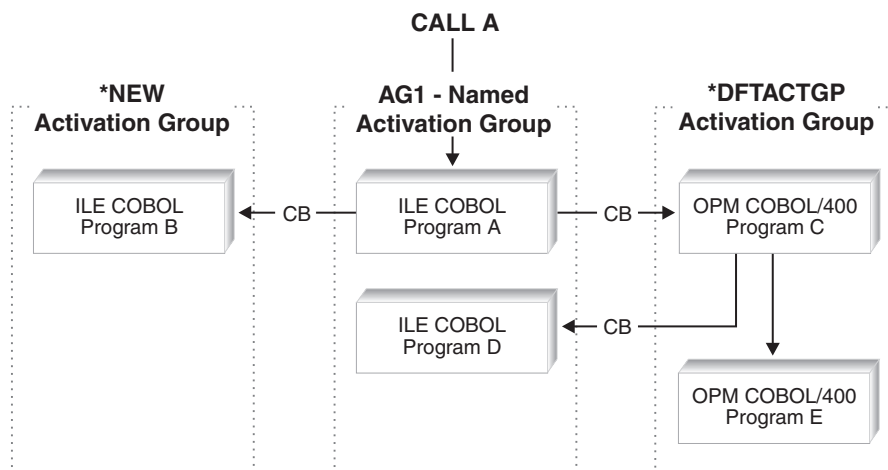 CALL A
*NEW
Activation Group
AG1 - Named
Activation Group
*DFTACTGP
Activation Group
ILE COBOL
Program B
CB
ILE COBOL
Program A
CB
OPM COBOL/400
Program C
ILE COBOL
Program D
CB
OPM COBOL/400
Program E